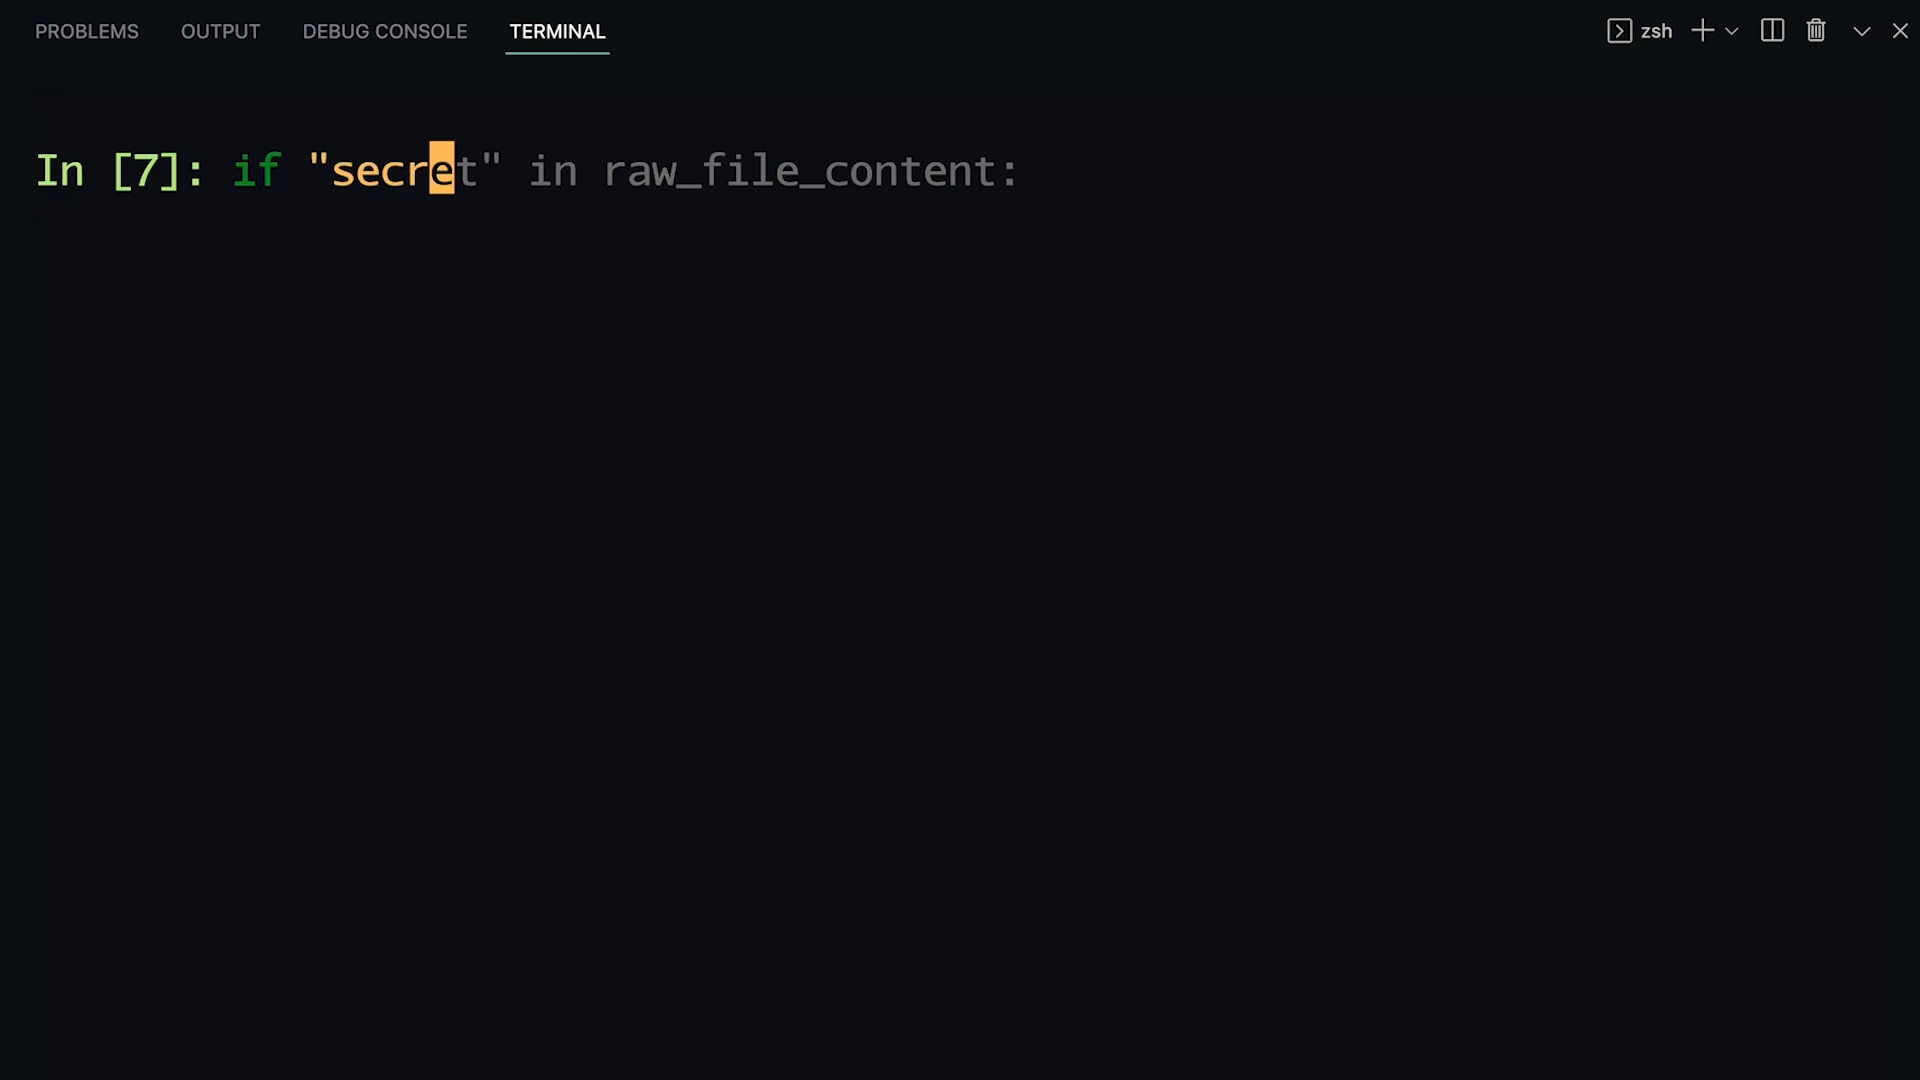 PROBLEMS OUTPUT DEBUG CONSOLE TERMINAL zsh
In [7]: if "secret" in raw_file_content: